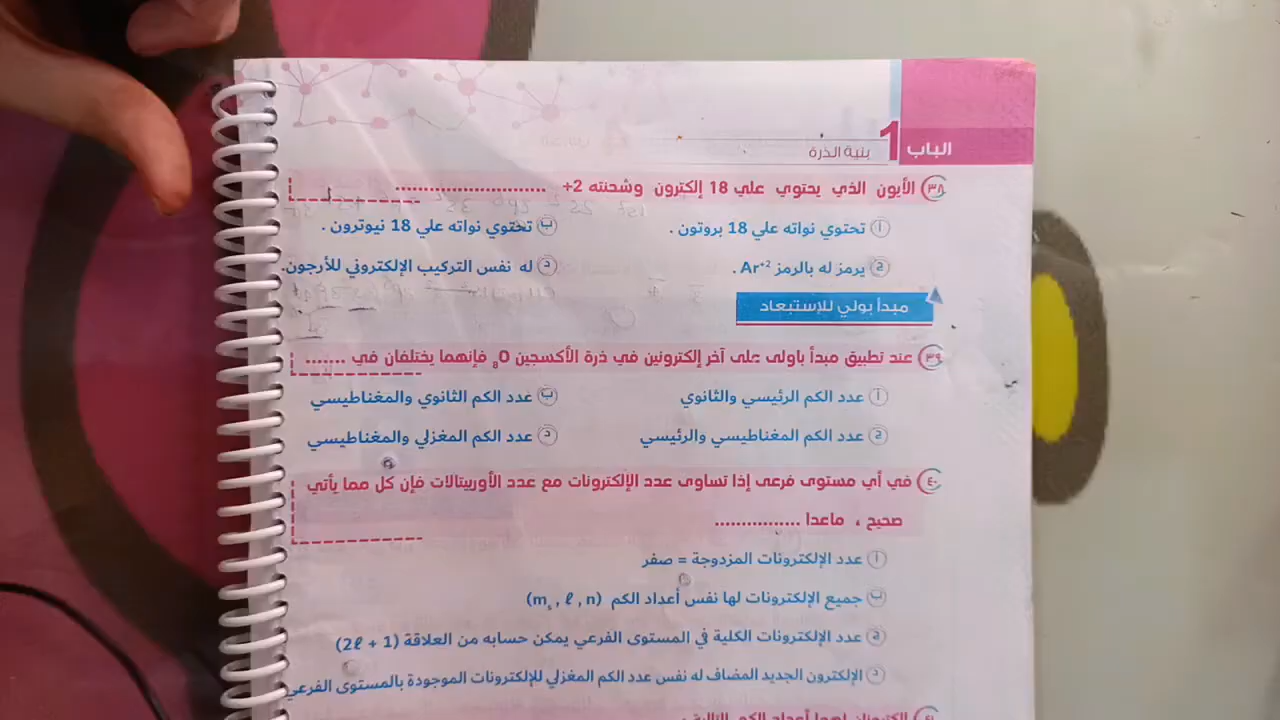 الباب 1 بنية الذرة
٣٨ الأيون الذي يحتوي علي 18 إلكترون وشحنته 2+ ............................
أ تحتوي نواته علي 18 بروتون .
ب تحتوي نواته علي 18 نيوترون .
ج يرمز له بالرمز Ar⁺² .
د له نفس التركيب الإلكتروني للأرجون.
مبدأ بولي للإستبعاد
٣٩ عند تطبيق مبدأ باولى على آخر إلكترونين في ذرة الأكسجين ₈O فإنهما يختلفان في .......
أ عدد الكم الرئيسي والثانوي
ب عدد الكم الثانوي والمغناطيسي
ج عدد الكم المغناطيسي والرئيسي
د عدد الكم المغزلي والمغناطيسي
٤٠ في أي مستوى فرعى إذا تساوى عدد الإلكترونات مع عدد الأوربيتالات فإن كل مما يأتي
صحيح ، ماعدا ................
أ عدد الإلكترونات المزدوجة = صفر
ب جميع الإلكترونات لها نفس أعداد الكم (mₛ , ℓ , n)
ج عدد الإلكترونات الكلية في المستوى الفرعي يمكن حسابه من العلاقة (2ℓ + 1)
د الإلكترون الجديد المضاف له نفس عدد الكم المغزلي للإلكترونات الموجودة بالمستوى الفرعي
٤١ إلكترونان لهما أعداد الكم التالية :